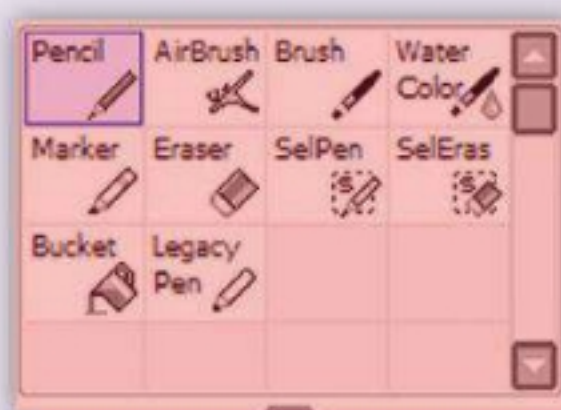 Pencil AirBrush Brush Water
Color
Marker Eraser SelPen SelEras
S S
Bucket Legacy
Pen